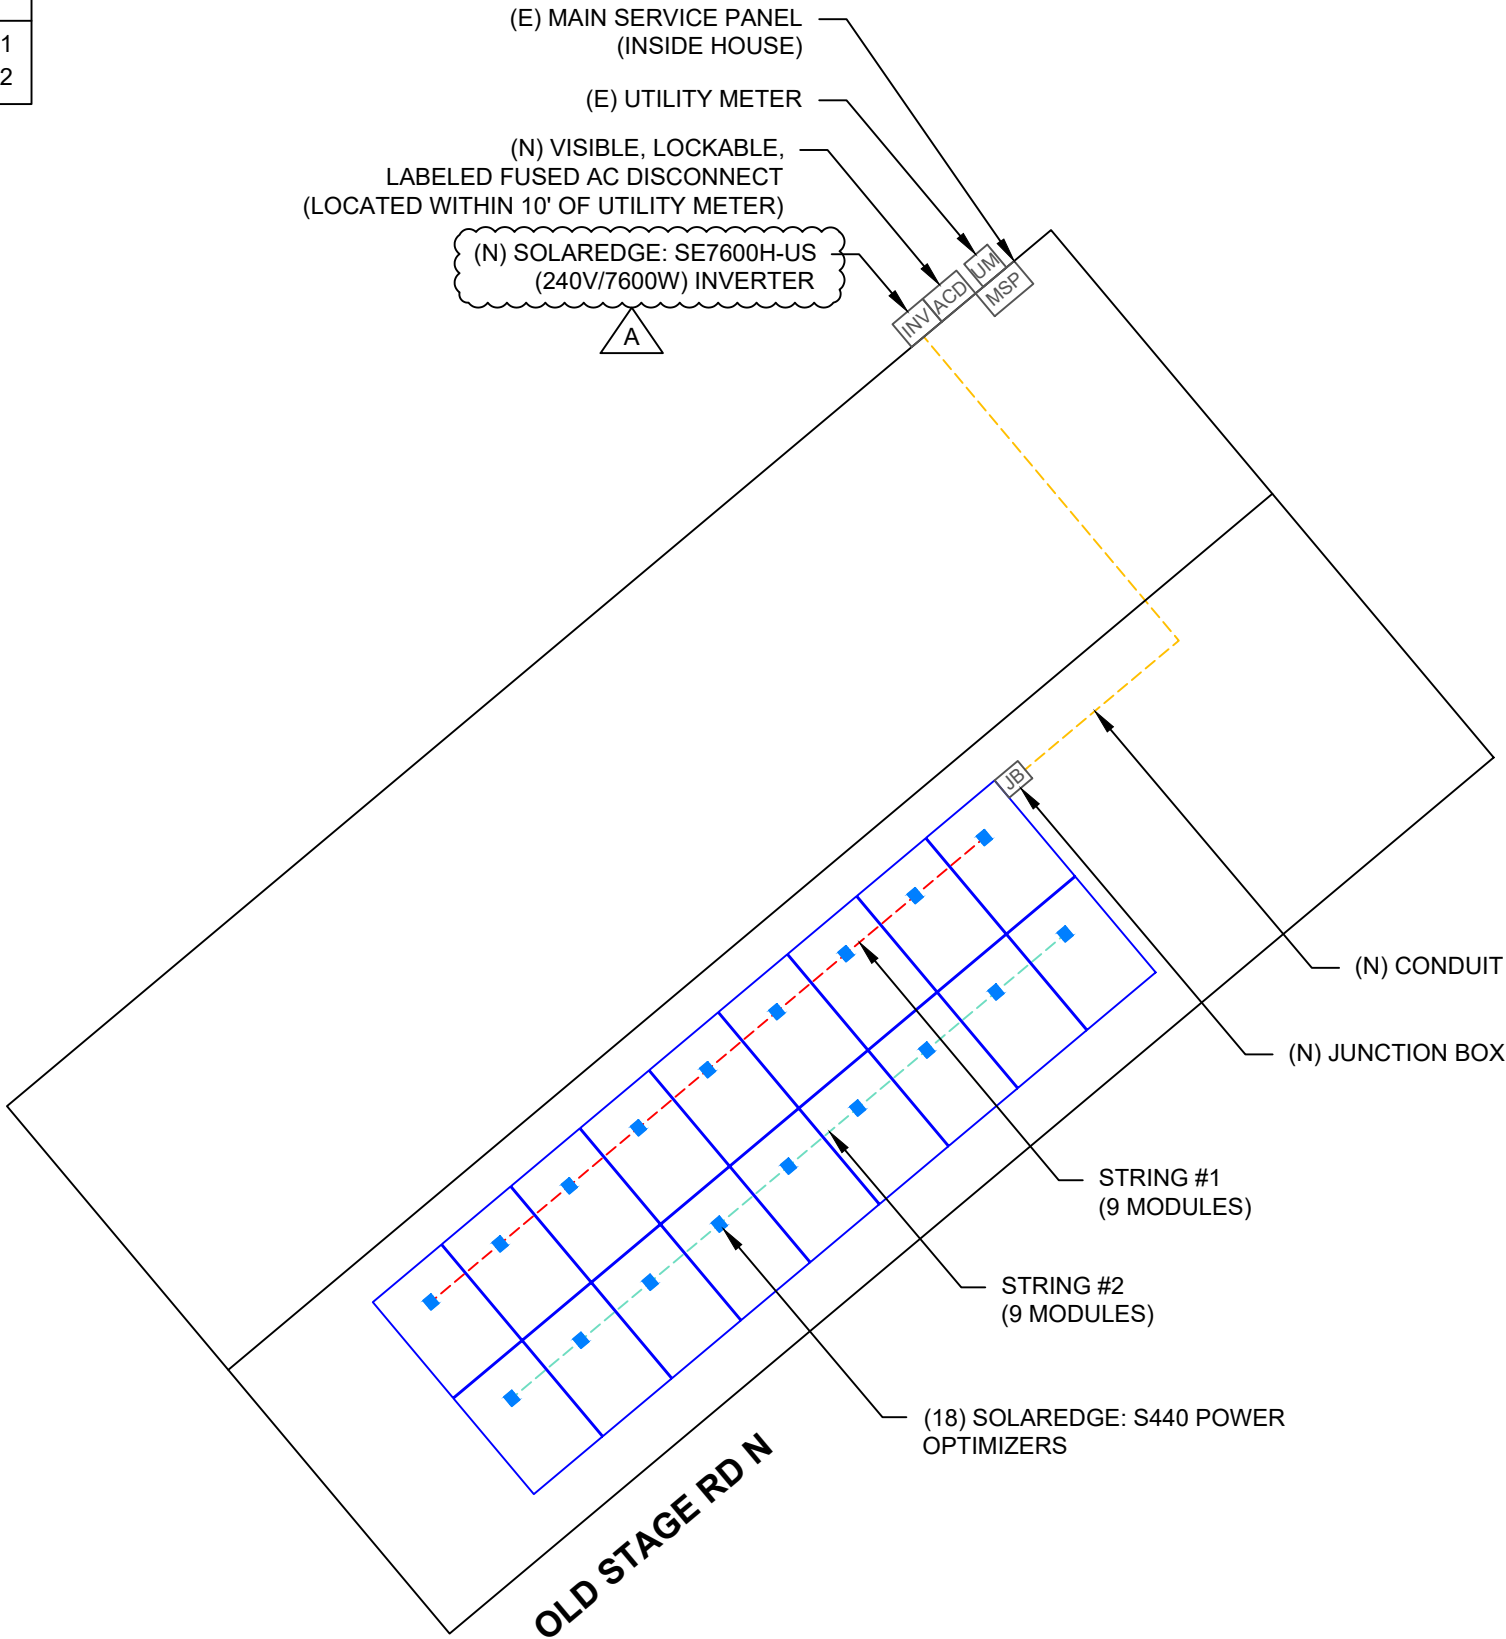 1
2
(E) MAIN SERVICE PANEL
(INSIDE HOUSE)
(E) UTILITY METER
(N) VISIBLE, LOCKABLE,
LABELED FUSED AC DISCONNECT
(LOCATED WITHIN 10' OF UTILITY METER)
(N) SOLAREDGE: SE7600H-US
(240V/7600W) INVERTER
A
INV
ACD
UM
MSP
JB
(N) CONDUIT
(N) JUNCTION BOX
STRING #1
(9 MODULES)
STRING #2
(9 MODULES)
(18) SOLAREDGE: S440 POWER
OPTIMIZERS
OLD STAGE RD N